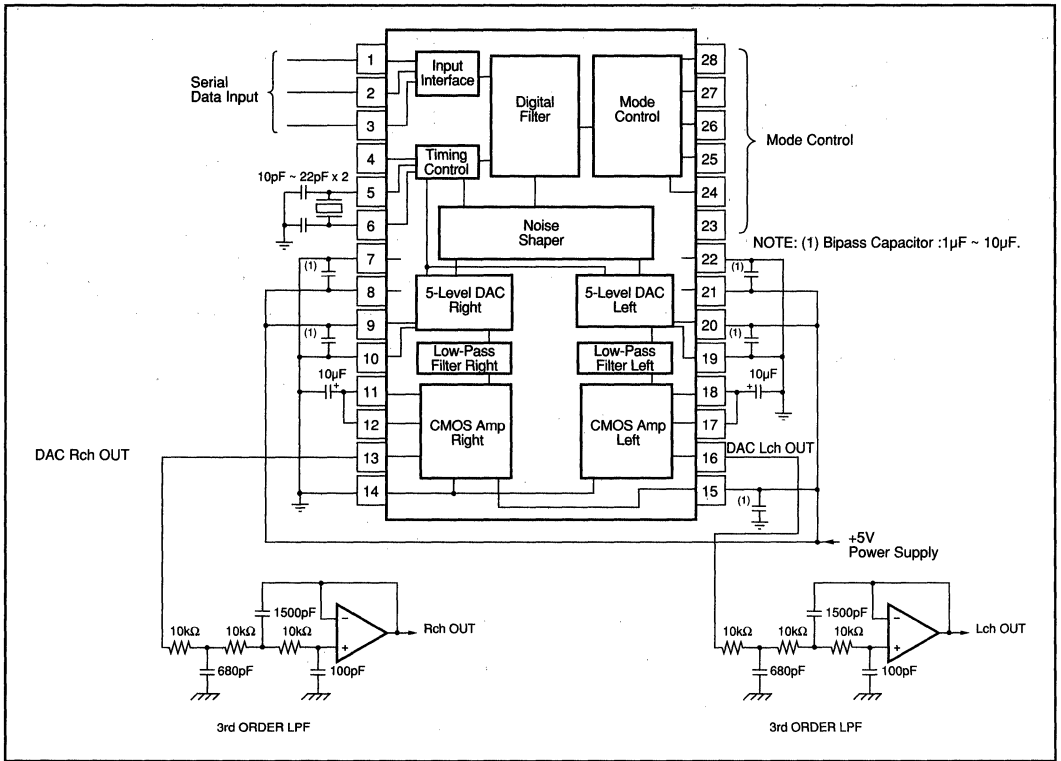 Serial
Data Input
10pF ~ 22pF x 2
1
2
3
4
5
6
7
8
9
10
11
12
13
14
(1)
(1)
10µF
+
Input
Interface
Digital
Filter
Mode
Control
Timing
Control
Noise
Shaper
5-Level DAC
Right
5-Level DAC
Left
Low-Pass
Filter Right
Low-Pass
Filter Left
CMOS Amp
Right
CMOS Amp
Left
28
27
26
25
24
23
22
21
20
19
18
17
16
15
Mode Control
NOTE: (1) Bipass Capacitor :1µF ~ 10µF.
(1)
(1)
10µF
+
(1)
DAC Rch OUT
DAC Lch OUT
+5V
Power Supply
10kΩ
10kΩ
10kΩ
1500pF
680pF
100pF
−
+
Rch OUT
3rd ORDER LPF
10kΩ
10kΩ
10kΩ
1500pF
680pF
100pF
−
+
Lch OUT
3rd ORDER LPF